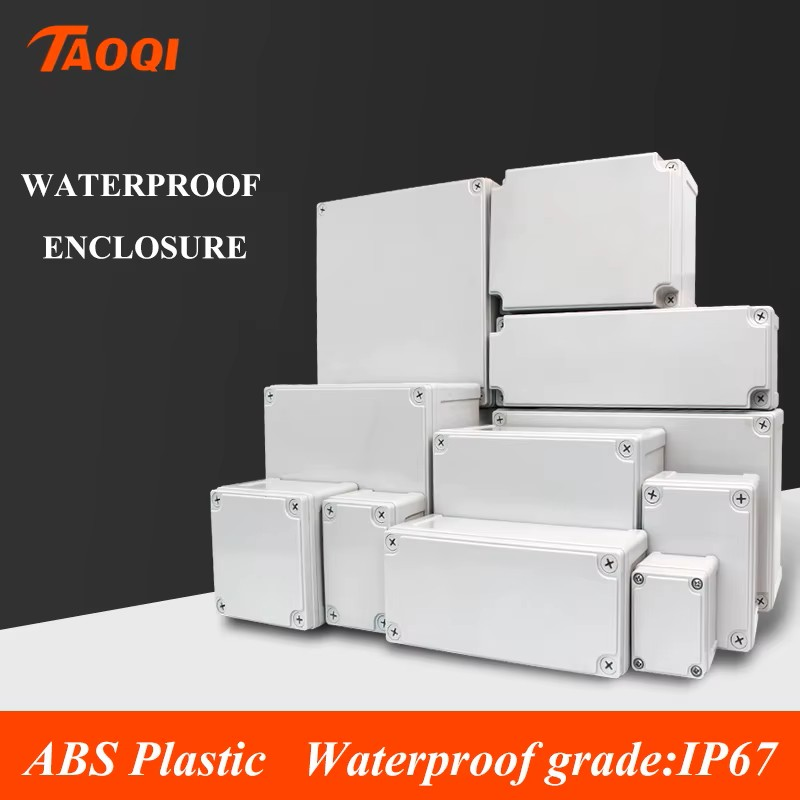 TAOQI
WATERPROOF
ENCLOSURE
ABS Plastic Waterproof grade:IP67